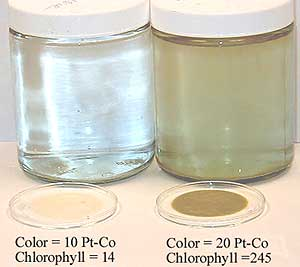 Color = 10 Pt-Co
Chlorophyll = 14
Color = 20 Pt-Co
Chlorophyll =245